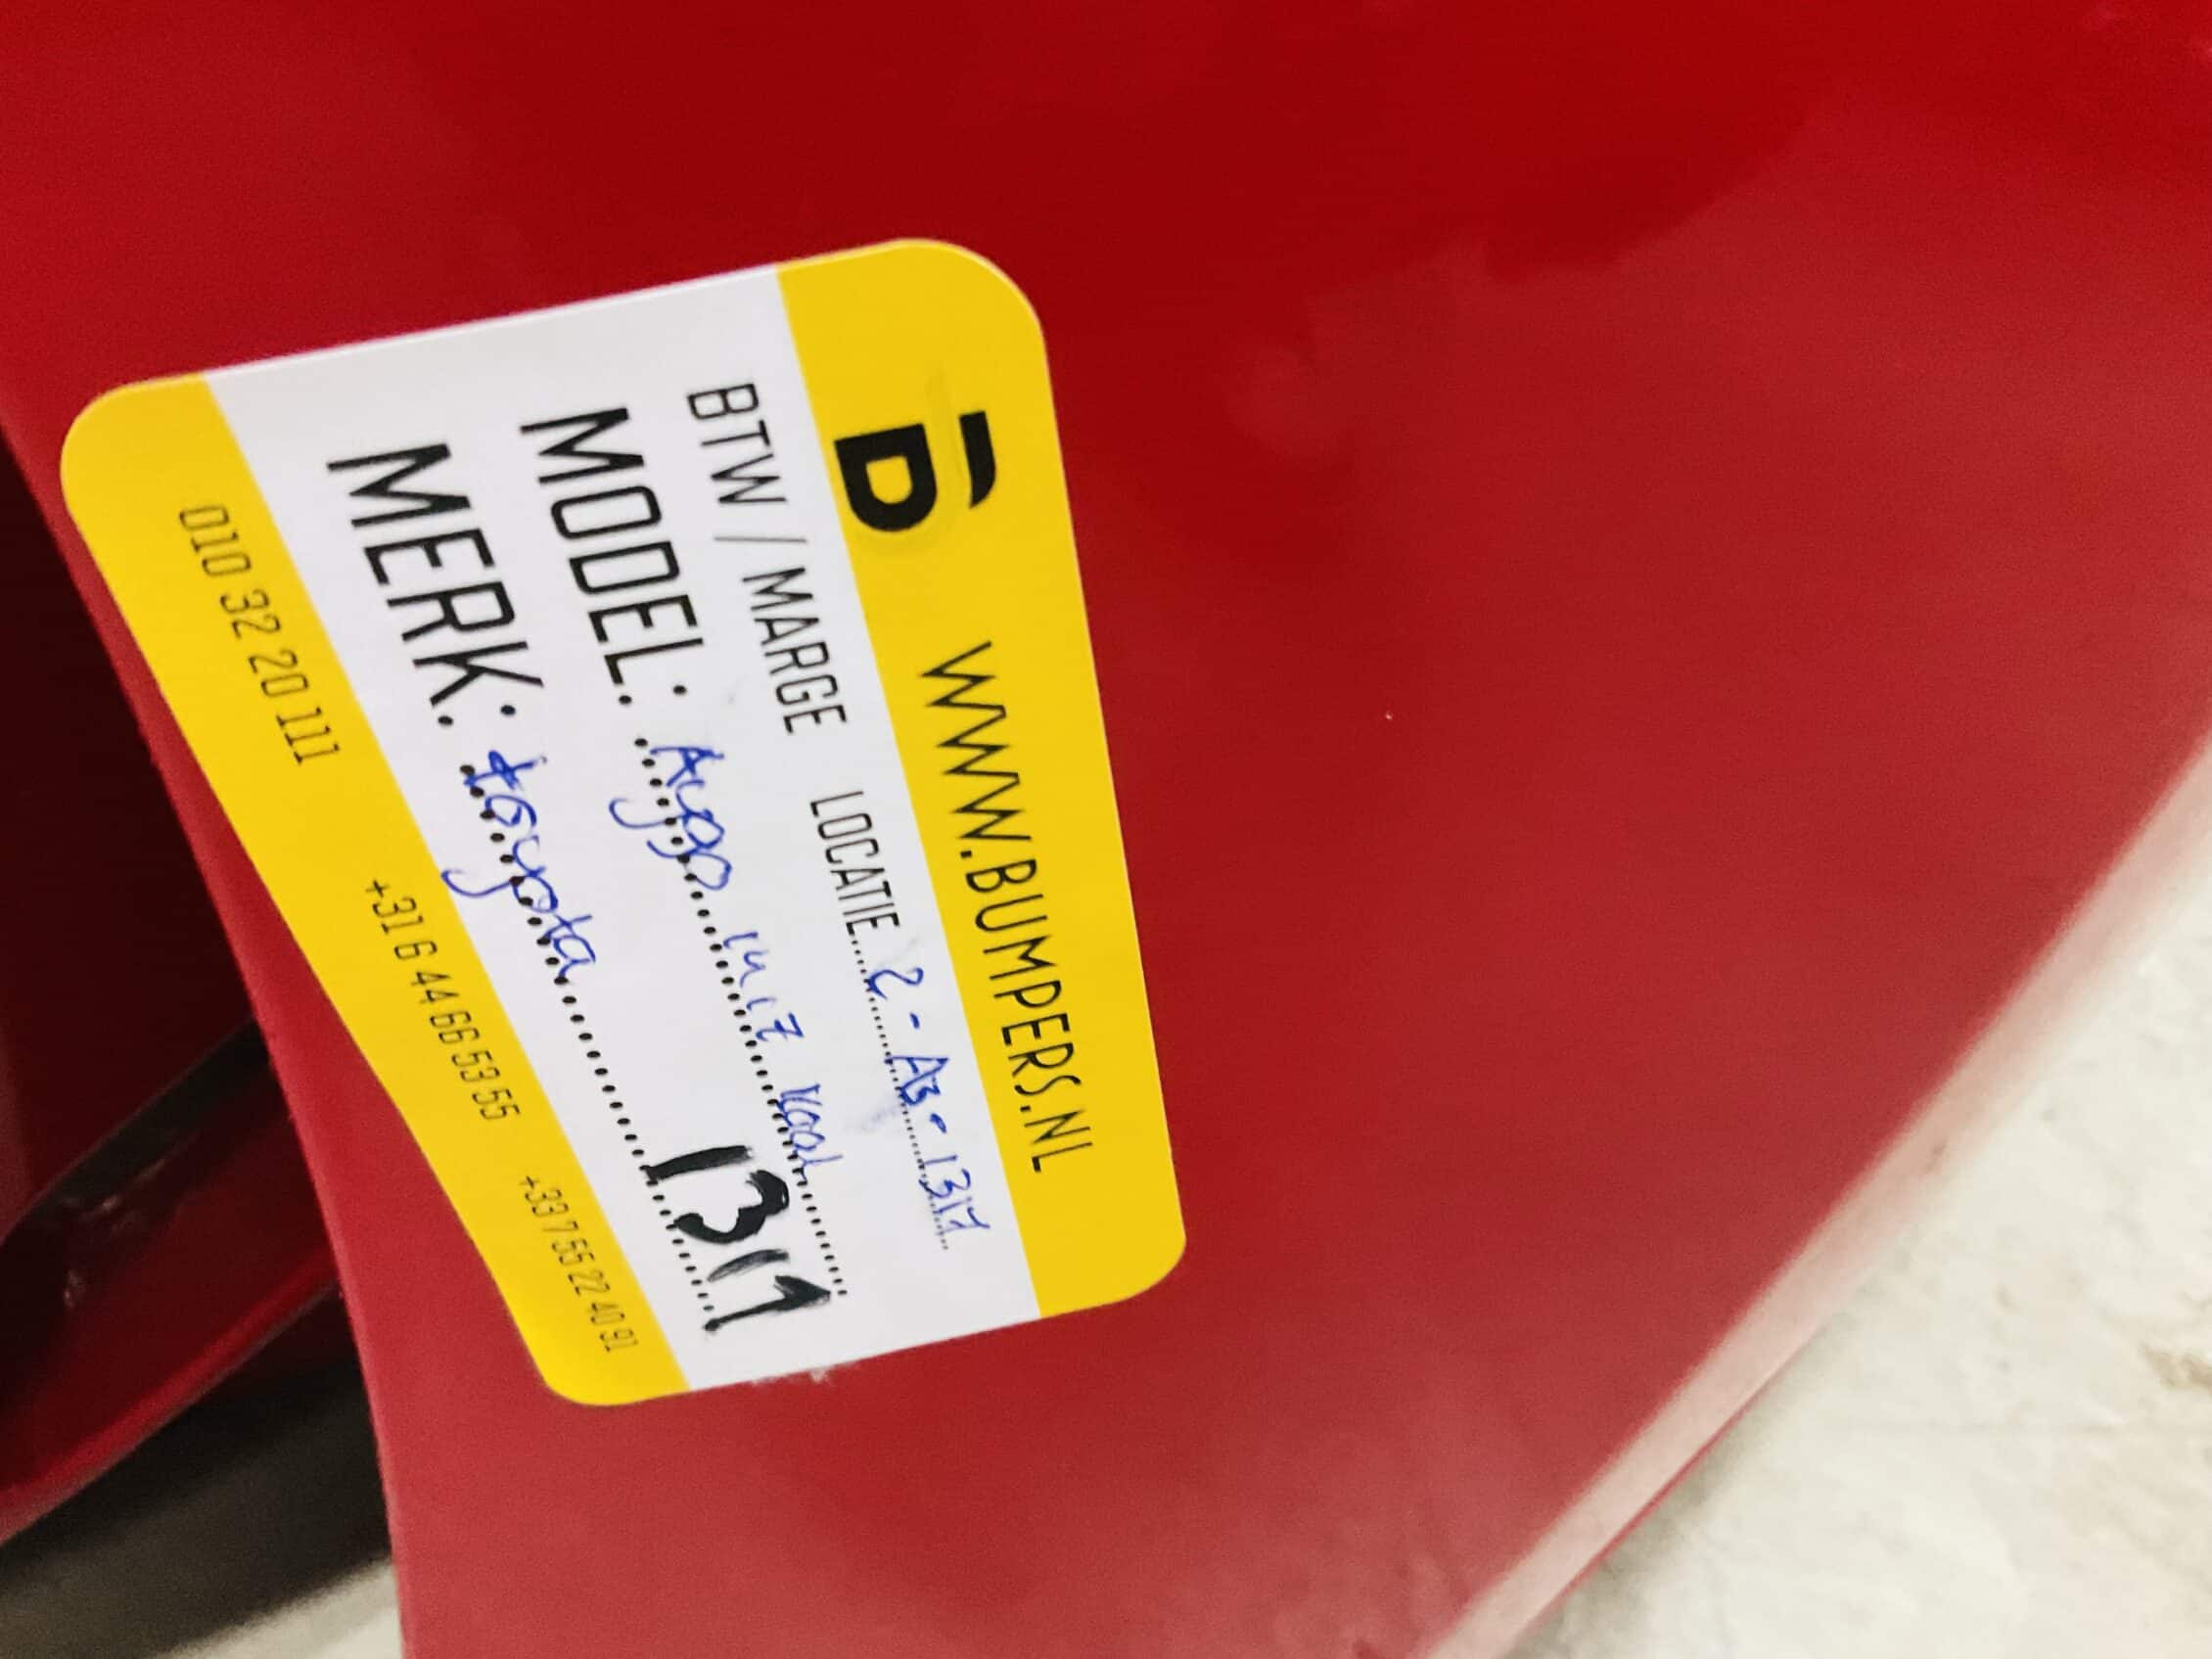 B WWW.BUMPERS.NL
BTW / MARGE LOCATIE 2-A3-1317
MODEL: Aygo 14 17
MERK: toyota 1317
010 32 20 111 +31 6 44 66 53 55 +33 7 55 22 40 91